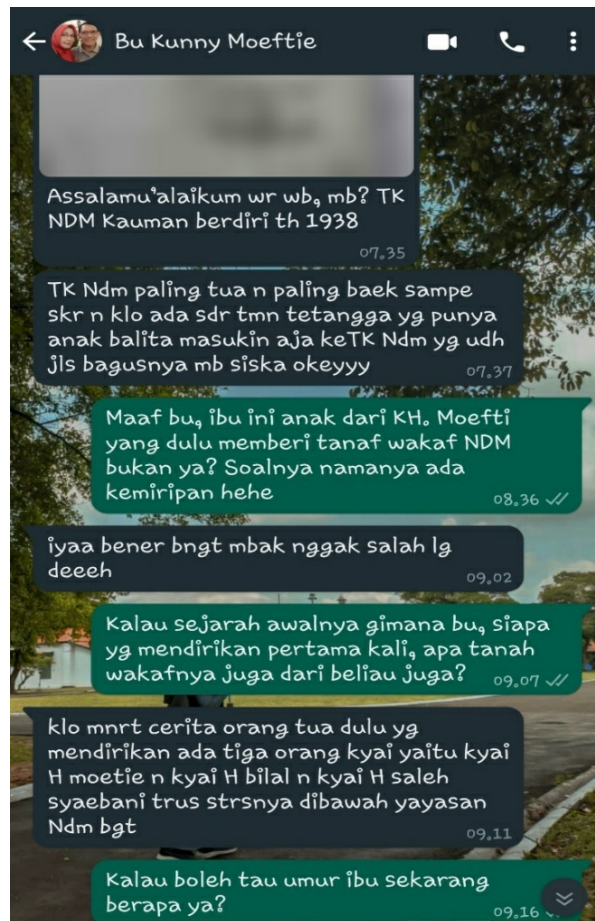 Bu Kunny Moeftie
Assalamu'alaikum wr wb, mb? TK
NDM Kauman berdiri th 1938
07.35
TK Ndm paling tua n paling baek sampe
skr n klo ada sdr tmn tetangga yg punya
anak balita masukin aja keTK Ndm yg udh
jls bagusnya mb siska okeyyy
07.37
Maaf bu, ibu ini anak dari KH. Moefti
yang dulu memberi tanaf wakaf NDM
bukan ya? Soalnya namanya ada
kemiripan hehe
08.36
iyaa bener bngt mbak nggak salah lg
deeeh
09.02
Kalau sejarah awalnya gimana bu, siapa
yg mendirikan pertama kali, apa tanah
wakafnya juga dari beliau juga?
09.07
klo mnrt cerita orang tua dulu yg
mendirikan ada tiga orang kyai yaitu kyai
H moetie n kyai H bilal n kyai H saleh
syaebani trus strsnya dibawah yayasan
Ndm bgt
09.11
Kalau boleh tau umur ibu sekarang
berapa ya?
09.16